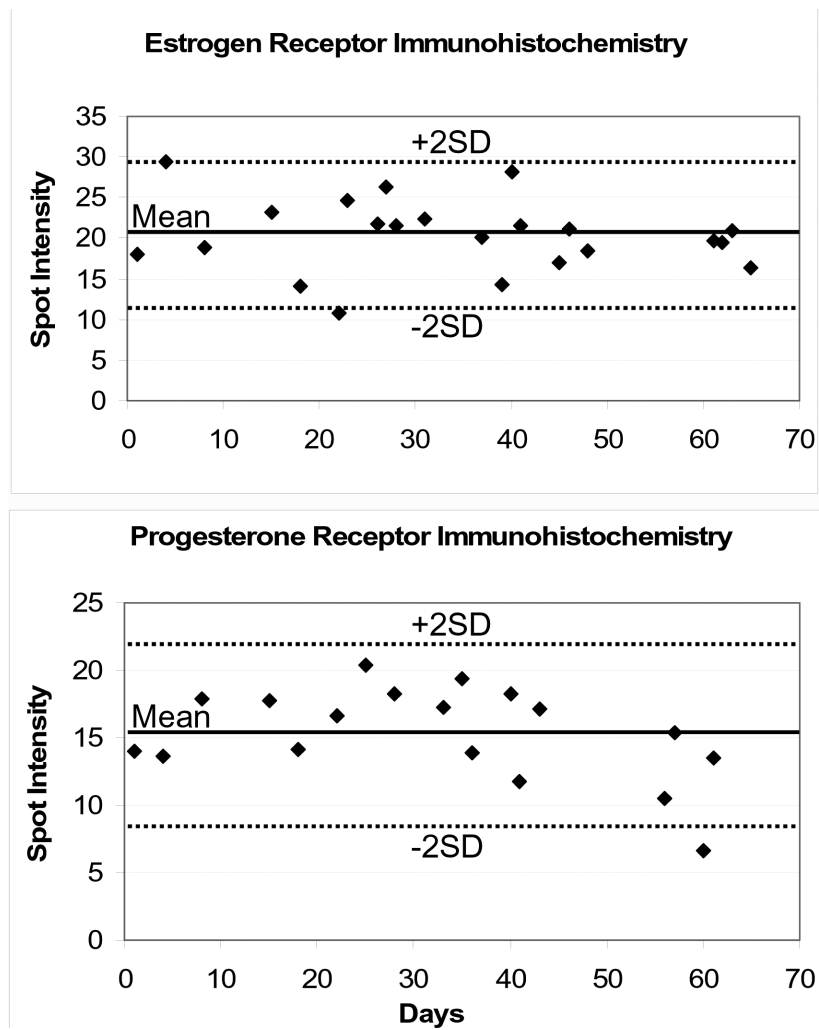 Estrogen Receptor Immunohistochemistry
Spot Intensity
35
30
25
20
15
10
5
0
+2SD
Mean
-2SD
0 10 20 30 40 50 60 70
Progesterone Receptor Immunohistochemistry
Spot Intensity
25
20
15
10
5
0
+2SD
Mean
-2SD
0 10 20 30 40 50 60 70
Days